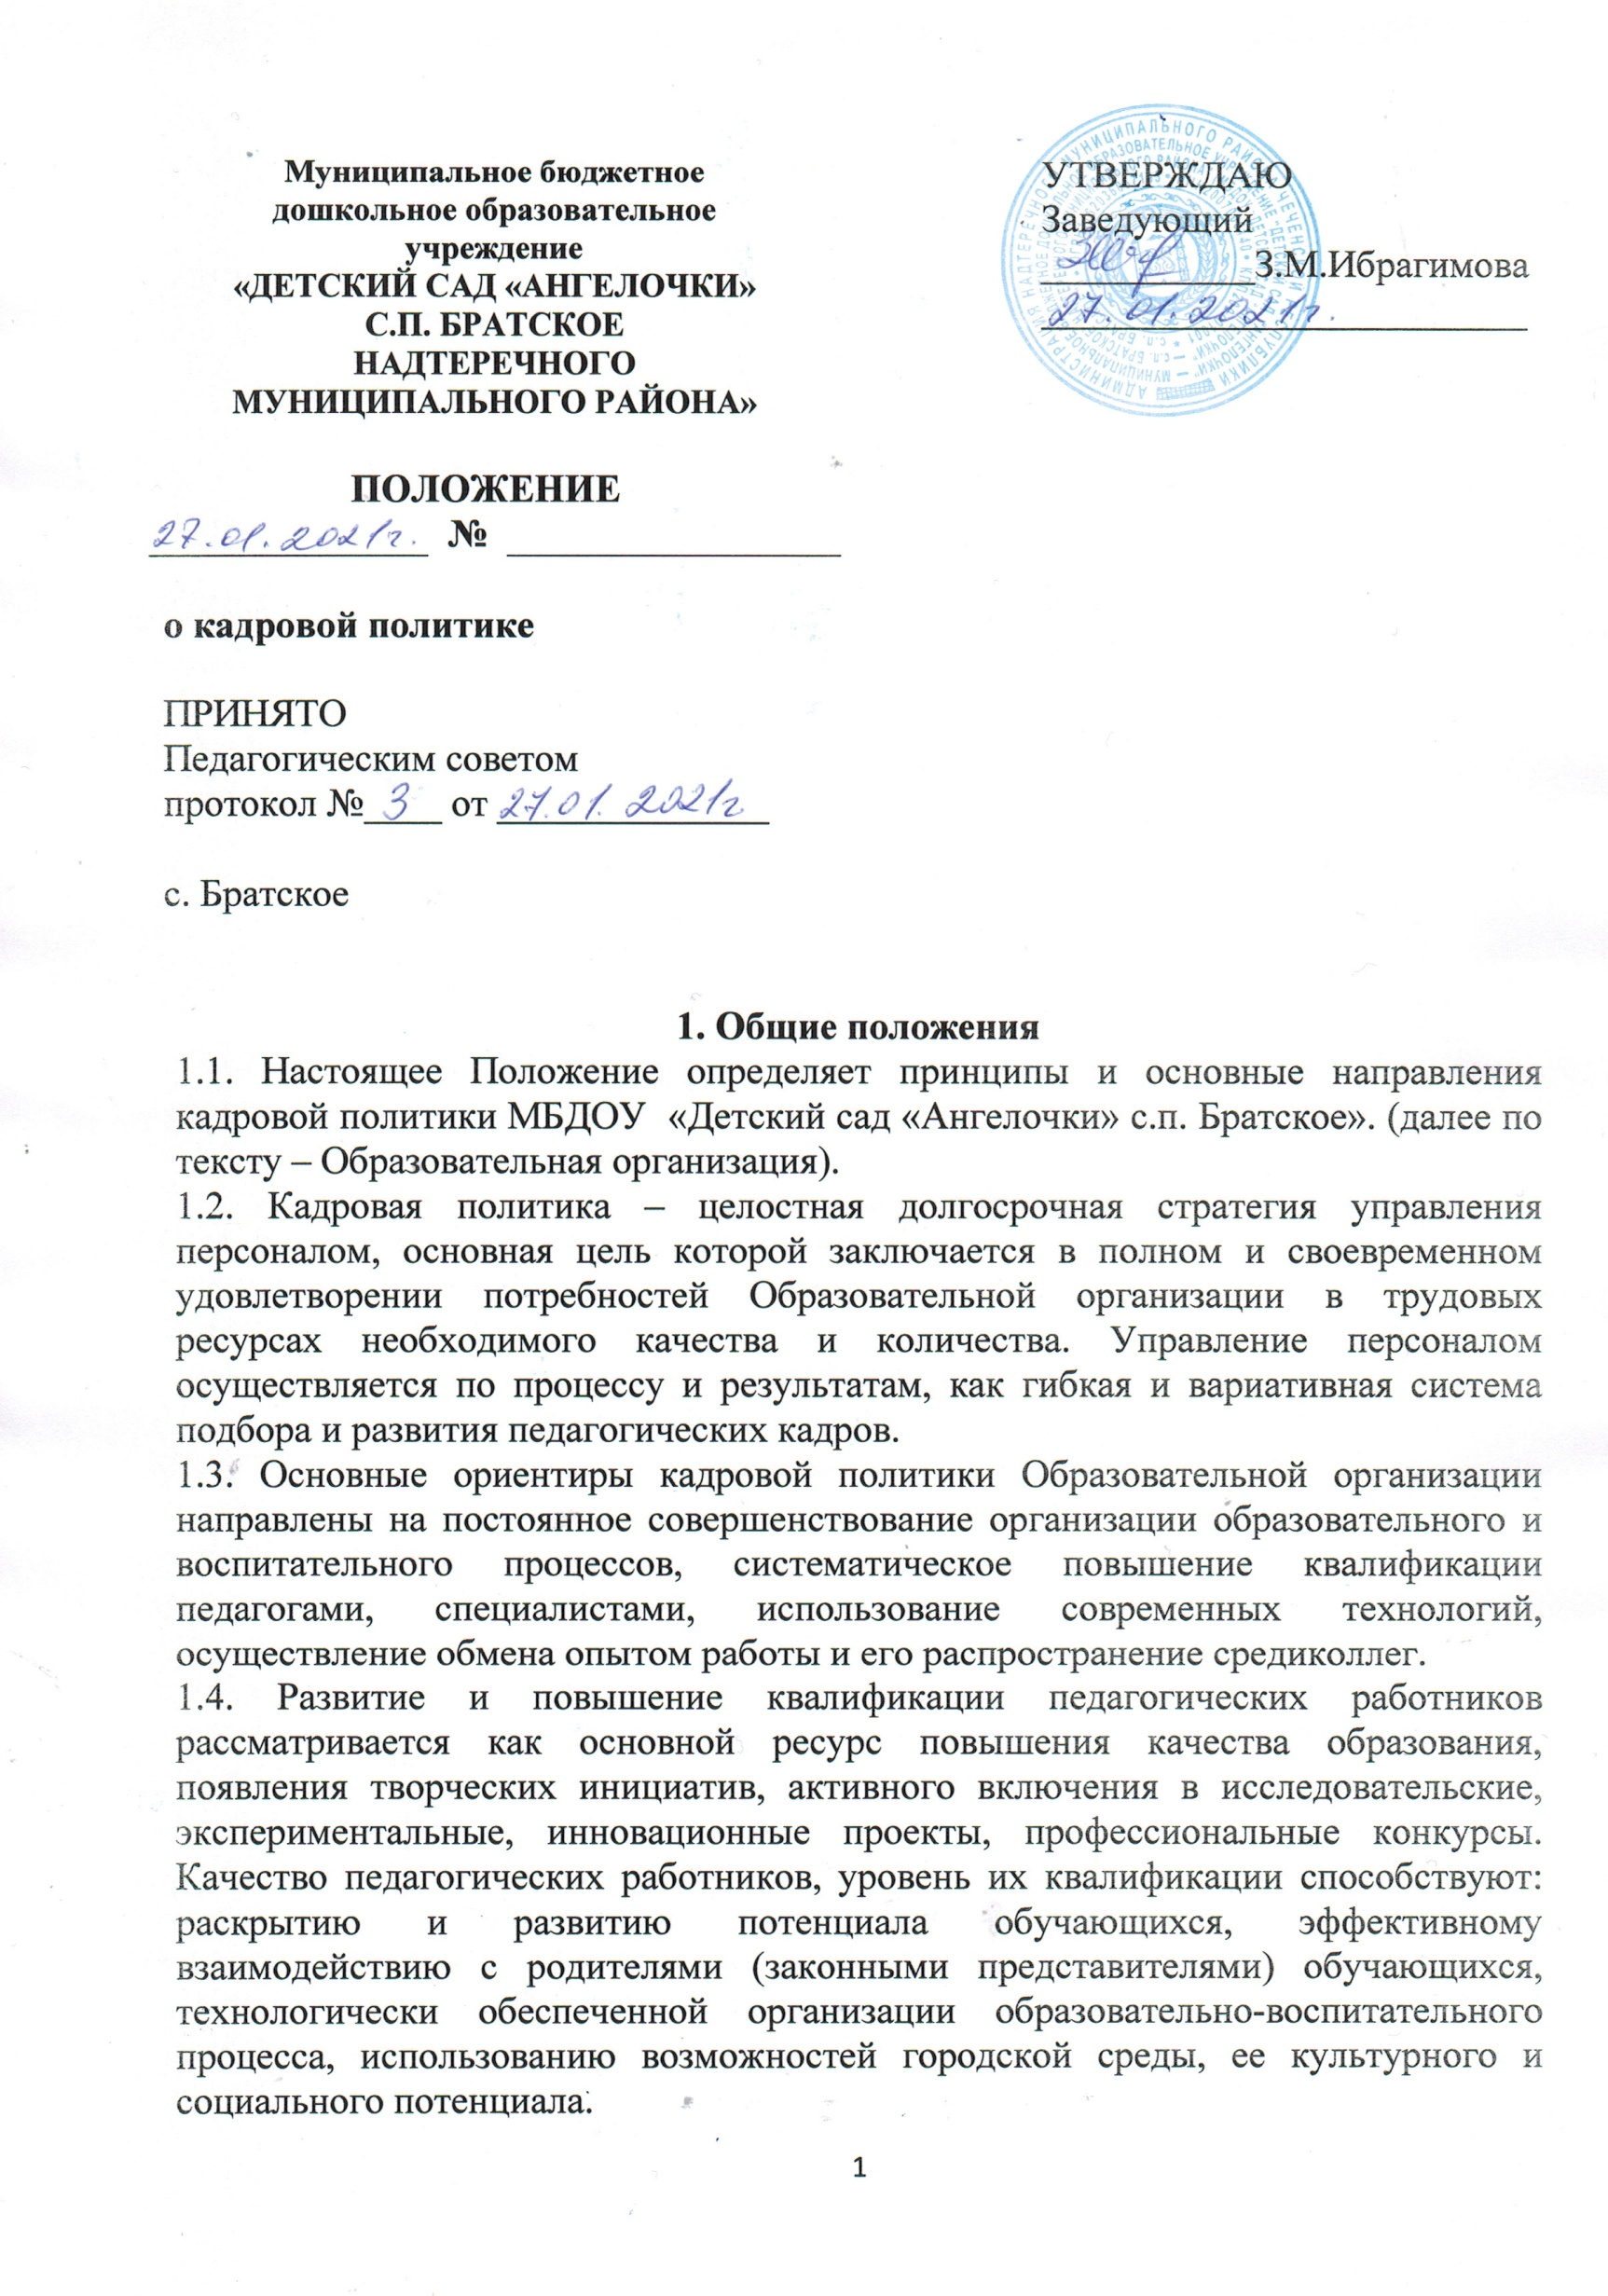 Муниципальное бюджетное
дошкольное образовательное
учреждение
«ДЕТСКИЙ САД «АНГЕЛОЧКИ»
С.П. БРАТСКОЕ
НАДТЕРЕЧНОГО
МУНИЦИПАЛЬНОГО РАЙОНА»
УТВЕРЖДАЮ
Заведующий
З.М.Ибрагимова
27.01.2021г.
ПОЛОЖЕНИЕ
27.01.2021г. №
о кадровой политике
ПРИНЯТО
Педагогическим советом
протокол № 3 от 27.01.2021г
с. Братское
1. Общие положения
1.1. Настоящее Положение определяет принципы и основные направления
кадровой политики МБДОУ «Детский сад «Ангелочки» с.п. Братское». (далее по
тексту – Образовательная организация).
1.2. Кадровая политика – целостная долгосрочная стратегия управления
персоналом, основная цель которой заключается в полном и своевременном
удовлетворении потребностей Образовательной организации в трудовых
ресурсах необходимого качества и количества. Управление персоналом
осуществляется по процессу и результатам, как гибкая и вариативная система
подбора и развития педагогических кадров.
1.3. Основные ориентиры кадровой политики Образовательной организации
направлены на постоянное совершенствование организации образовательного и
воспитательного процессов, систематическое повышение квалификации
педагогами, специалистами, использование современных технологий,
осуществление обмена опытом работы и его распространение средиколлег.
1.4. Развитие и повышение квалификации педагогических работников
рассматривается как основной ресурс повышения качества образования,
появления творческих инициатив, активного включения в исследовательские,
экспериментальные, инновационные проекты, профессиональные конкурсы.
Качество педагогических работников, уровень их квалификации способствуют:
раскрытию и развитию потенциала обучающихся, эффективному
взаимодействию с родителями (законными представителями) обучающихся,
технологически обеспеченной организации образовательно-воспитательного
процесса, использованию возможностей городской среды, ее культурного и
социального потенциала.
1